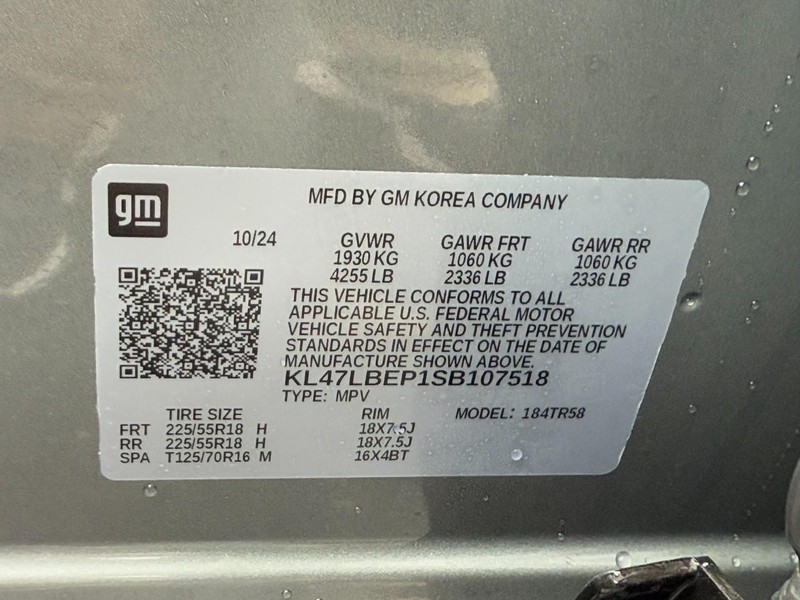 gm
MFD BY GM KOREA COMPANY
10/24 GVWR GAWR FRT GAWR RR
1930 KG 1060 KG 1060 KG
4255 LB 2336 LB 2336 LB
THIS VEHICLE CONFORMS TO ALL
APPLICABLE U.S. FEDERAL MOTOR
VEHICLE SAFETY AND THEFT PREVENTION
STANDARDS IN EFFECT ON THE DATE OF
MANUFACTURE SHOWN ABOVE.
KL47LBEP1SB107518
TYPE: MPV
TIRE SIZE RIM MODEL: 184TR58
FRT 225/55R18 H 18X7.5J
RR 225/55R18 H 18X7.5J
SPA T125/70R16 M 16X4BT